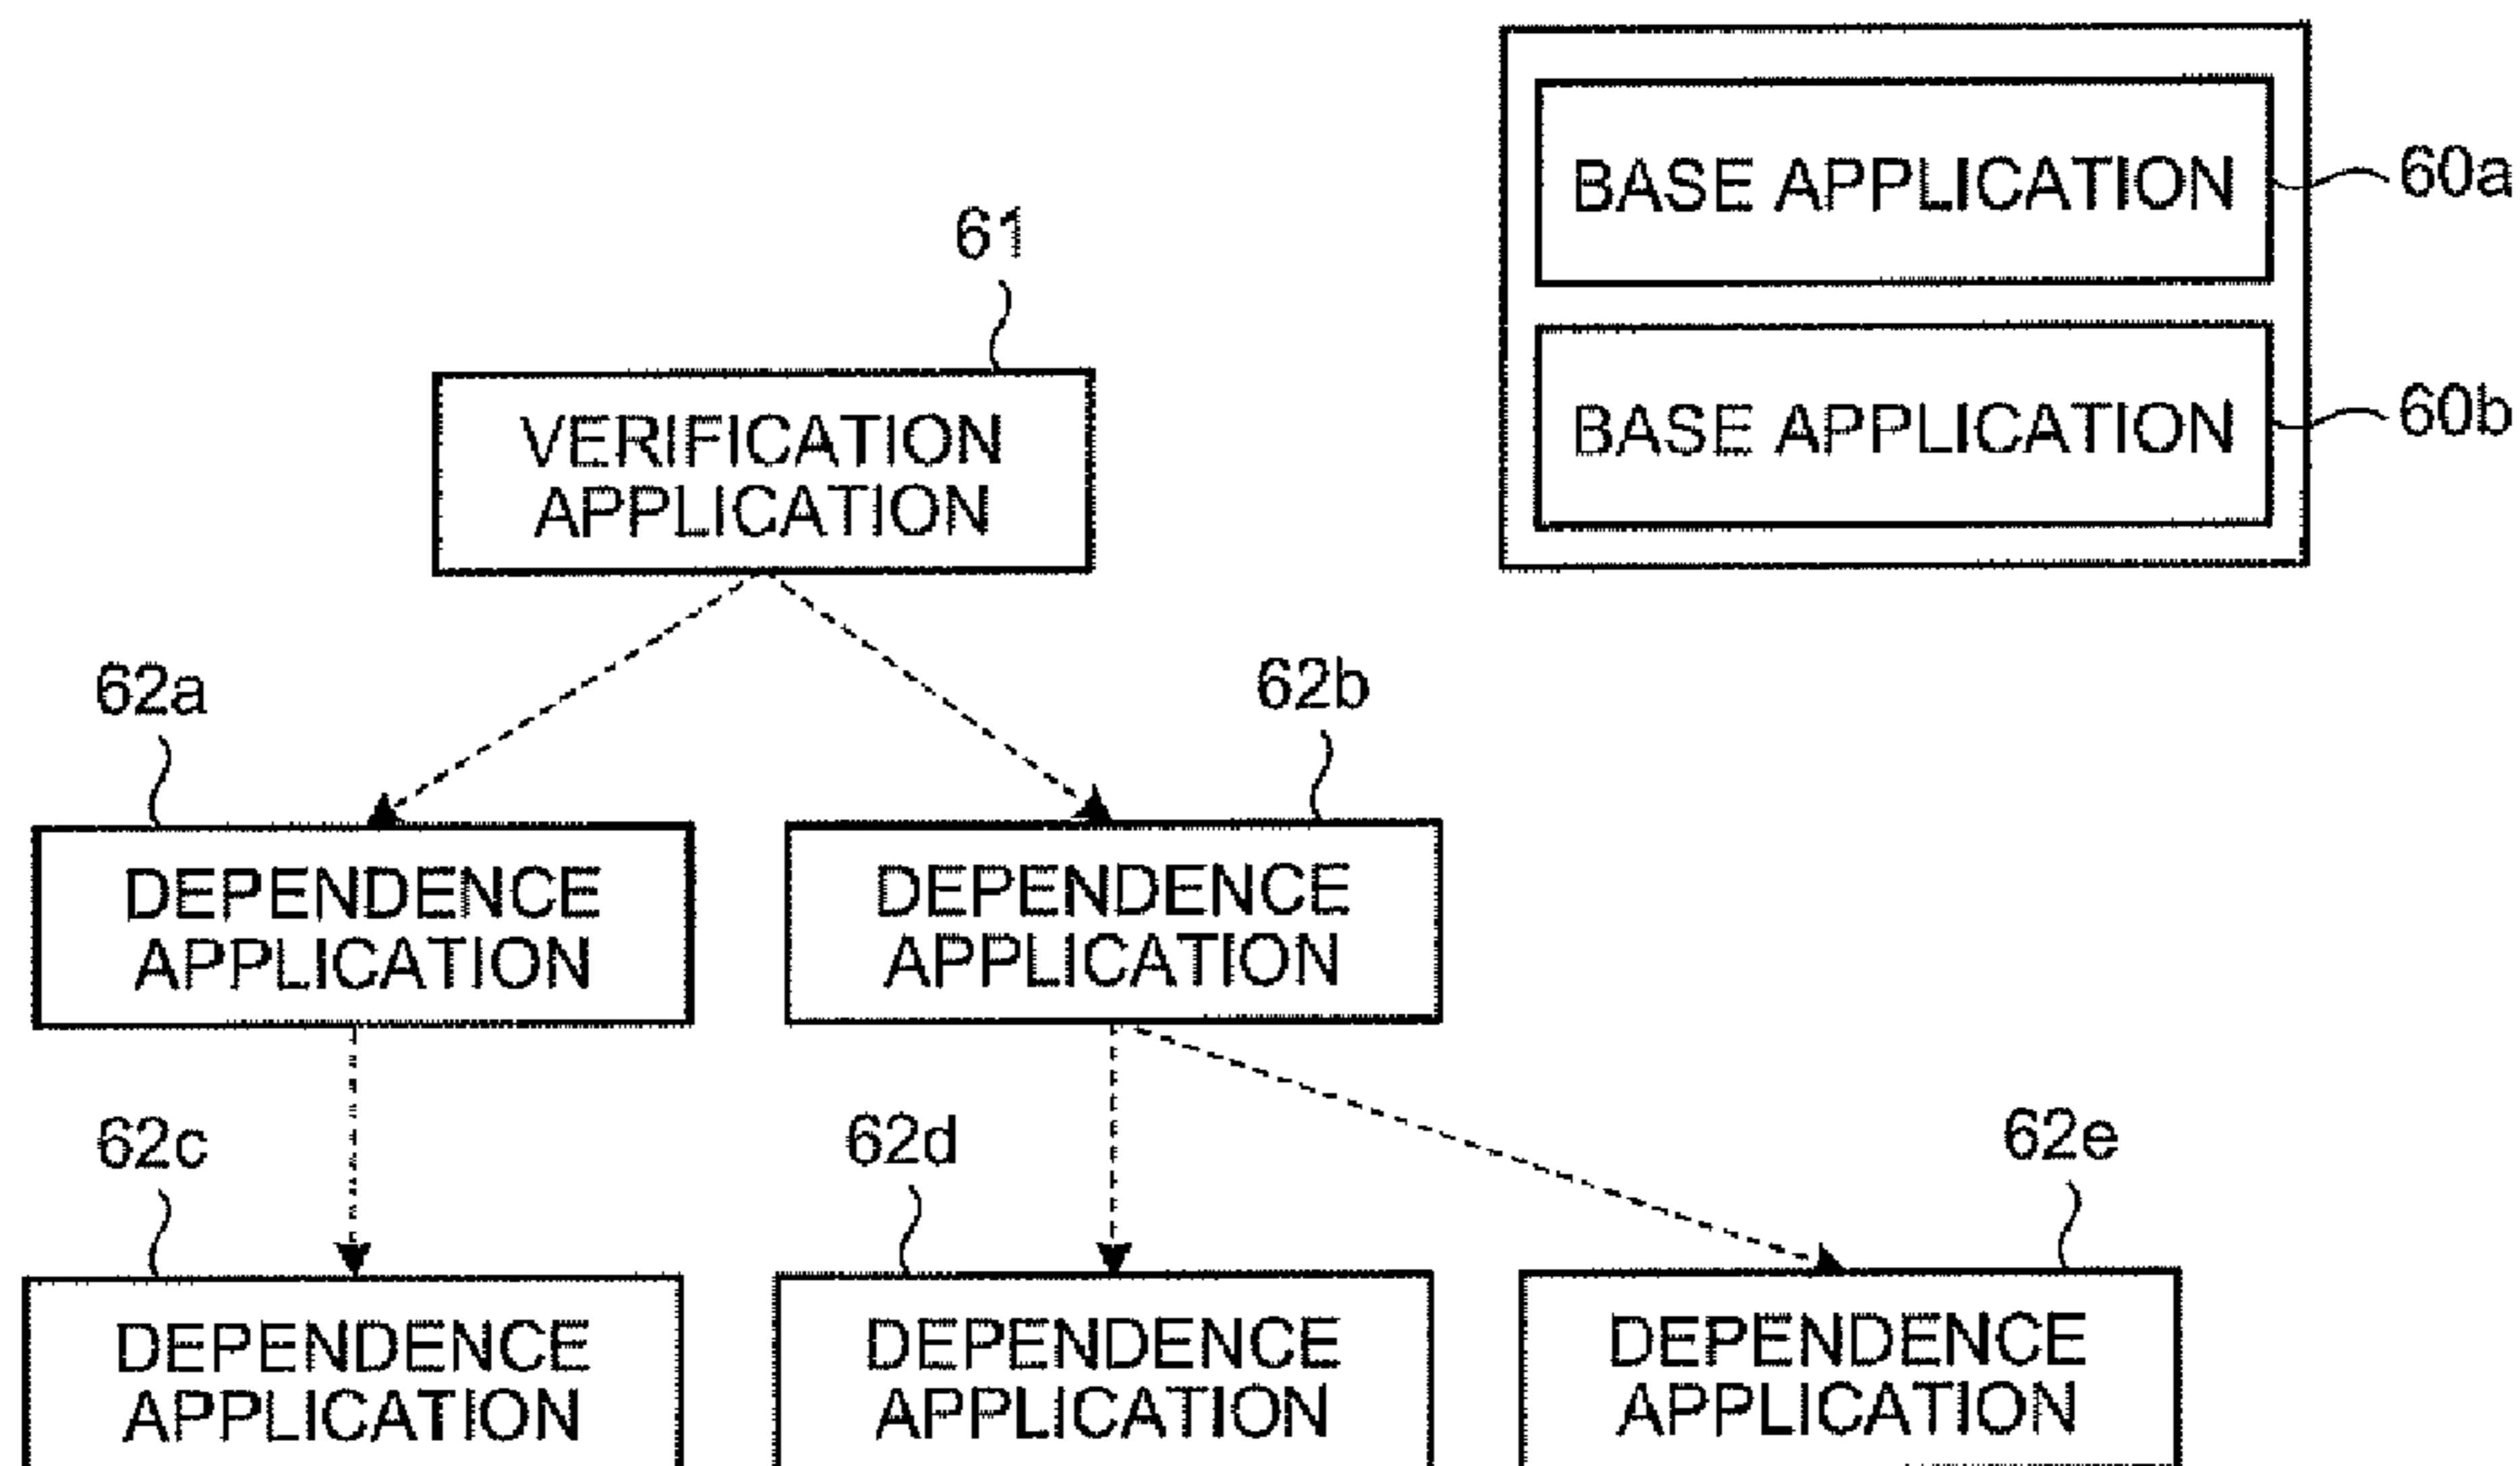 BASE APPLICATION
60a
61
BASE APPLICATION
60b
VERIFICATION
APPLICATION
62a
62b
DEPENDENCE
APPLICATION
DEPENDENCE
APPLICATION
62c
62d
62e
DEPENDENCE
APPLICATION
DEPENDENCE
APPLICATION
DEPENDENCE
APPLICATION